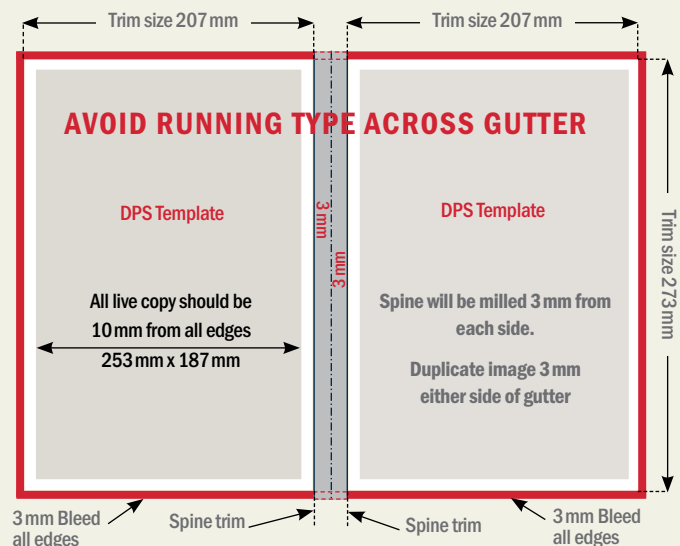 Trim size 207 mm
Trim size 207 mm
AVOID RUNNING TYPE ACROSS GUTTER
DPS Template
3 mm
3 mm
DPS Template
Trim size 273 mm
All live copy should be
10 mm from all edges
253 mm x 187 mm
Spine will be milled 3 mm from
each side.
Duplicate image 3 mm
either side of gutter
3 mm Bleed
all edges
Spine trim
Spine trim
3 mm Bleed
all edges